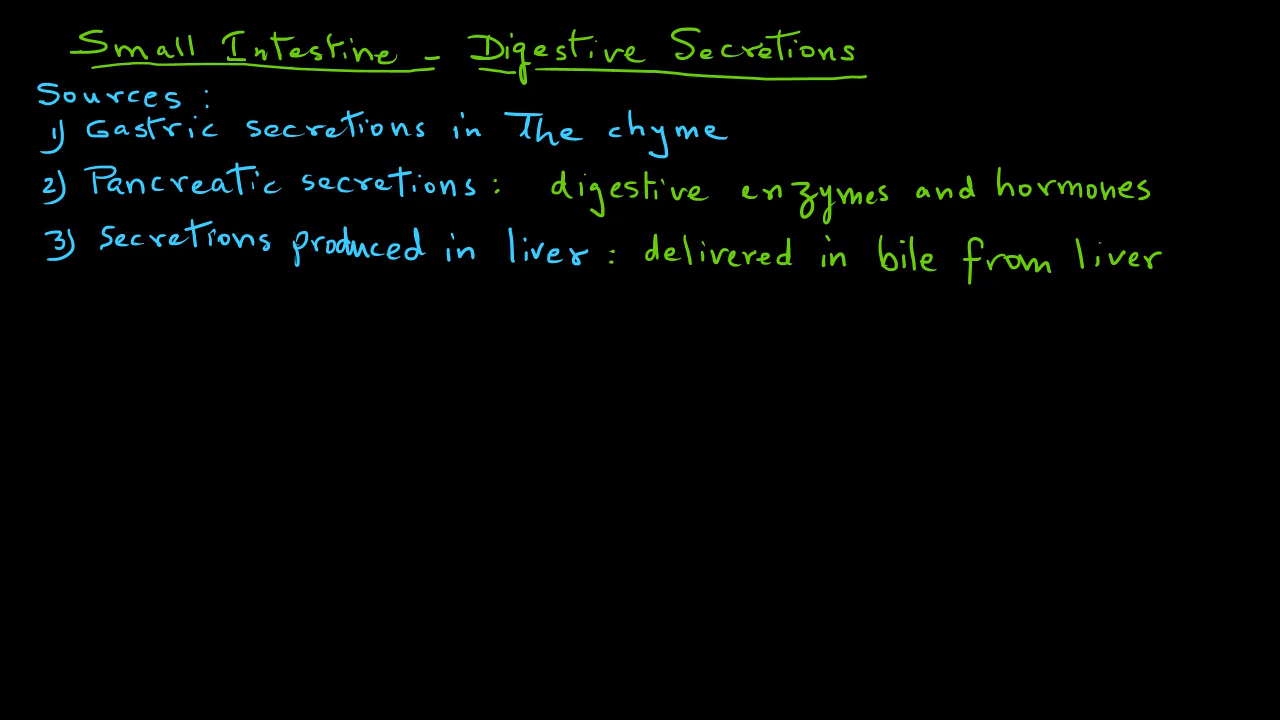 Small Intestine - Digestive Secretions
Sources :
1) Gastric secretions in The chyme
2) Pancreatic secretions : digestive enzymes and hormones
3) Secretions produced in liver : delivered in bile from liver